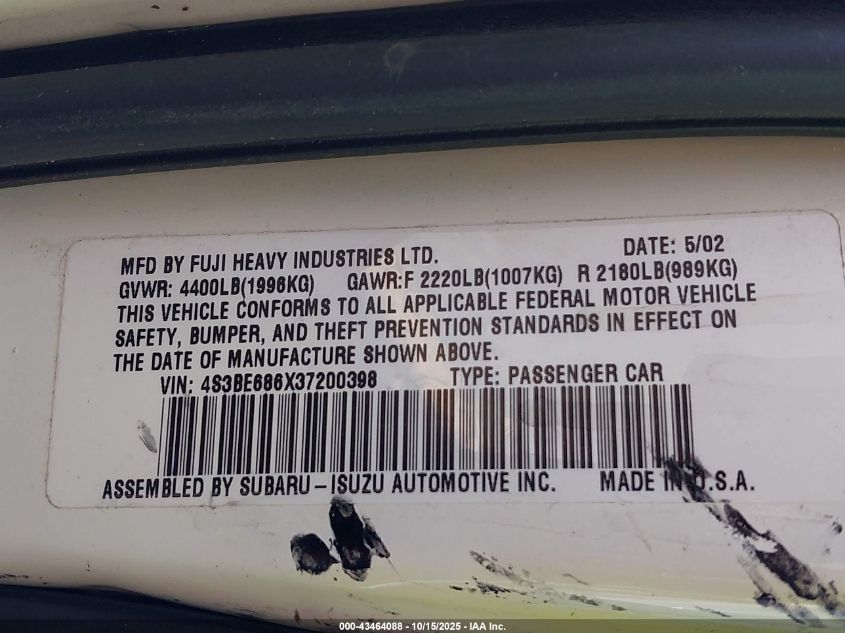 MFD BY FUJI HEAVY INDUSTRIES LTD. DATE: 5/02
GVWR: 4400LB(1996KG) GAWR:F 2220LB(1007KG) R 2180LB(989KG)
THIS VEHICLE CONFORMS TO ALL APPLICABLE FEDERAL MOTOR VEHICLE
SAFETY, BUMPER, AND THEFT PREVENTION STANDARDS IN EFFECT ON
THE DATE OF MANUFACTURE SHOWN ABOVE.
VIN: 4S3BE686X37200398 TYPE: PASSENGER CAR
ASSEMBLED BY SUBARU-ISUZU AUTOMOTIVE INC. MADE IN U.S.A.
000-43464088 - 10/15/2025 - IAA Inc.